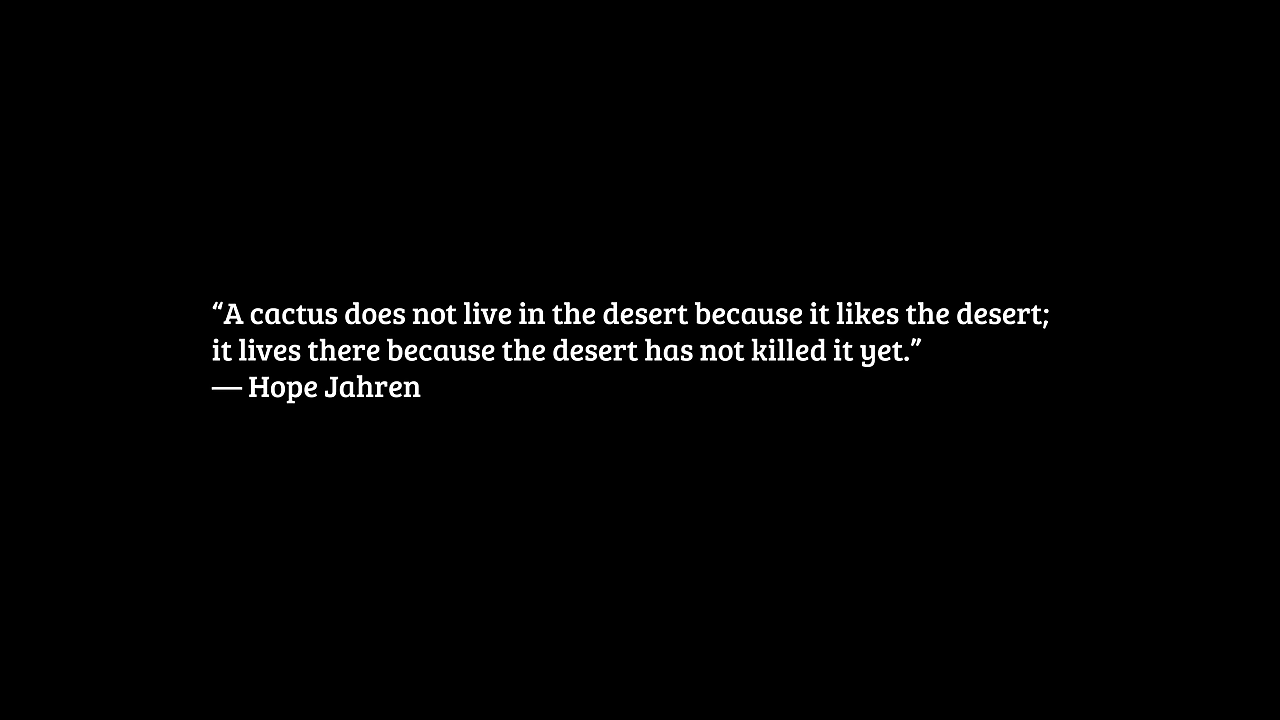 “A cactus does not live in the desert because it likes the desert;
it lives there because the desert has not killed it yet.”
— Hope Jahren